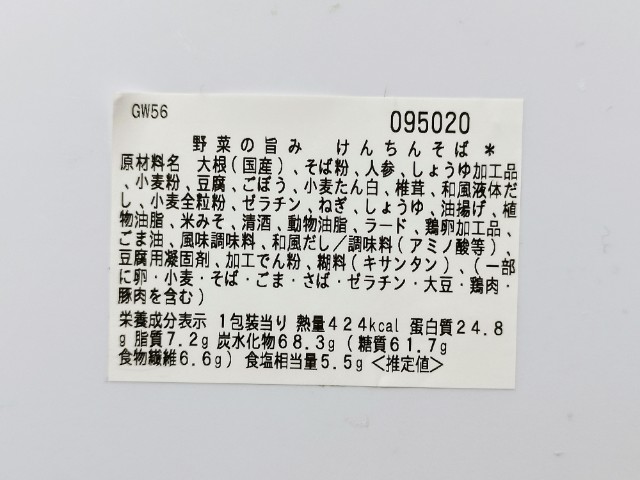 GW56
095020
野菜の旨み けんちんそば*
原材料名 大根(国産)、そば粉、人参、しょうゆ加工品
、小麦粉、豆腐、ごぼう、小麦たん白、椎茸、和風液体だ
し、小麦全粒粉、ゼラチン、ねぎ、しょうゆ、油揚げ、植
物油脂、米みそ、清酒、動物油脂、ラード、鶏卵加工品、
ごま油、風味調味料、和風だし/調味料(アミノ酸等)、
豆腐用凝固剤、加工でん粉、糊料(キサンタン)、(一部
に卵・小麦・そば・ごま・さば・ゼラチン・大豆・鶏肉・
豚肉を含む)
栄養成分表示 1包装当り 熱量424kcal 蛋白質24.8
g 脂質7.2g 炭水化物68.3g(糖質61.7g
食物繊維6.6g)食塩相当量5.5g<推定値>